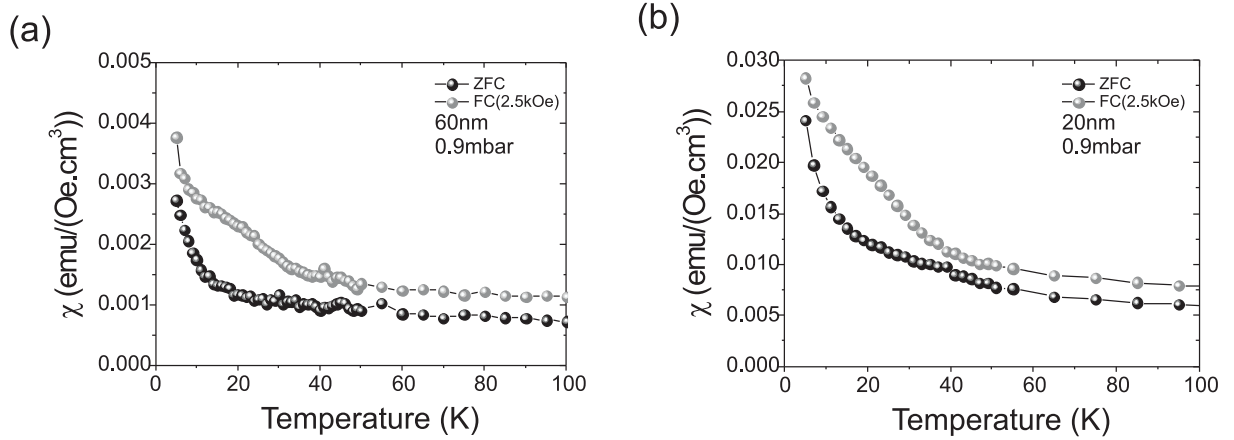 (a)
0.005
0.004
0.003
0.002
0.001
0.000
χ (emu/(Oe.cm³)
ZFC
FC(2.5kOe)
60nm
0.9mbar
0 20 40 60 80 100
Temperature (K)
(b)
0.030
0.025
0.020
0.015
0.010
0.005
0.000
χ (emu/(Oe.cm³)
ZFC
FC(2.5kOe)
20nm
0.9mbar
0 20 40 60 80 100
Temperature (K)